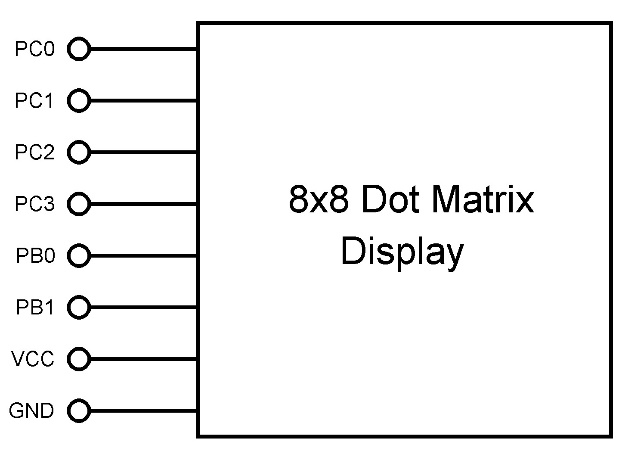 PC0
PC1
PC2
PC3
PB0
PB1
VCC
GND
8x8 Dot Matrix
Display